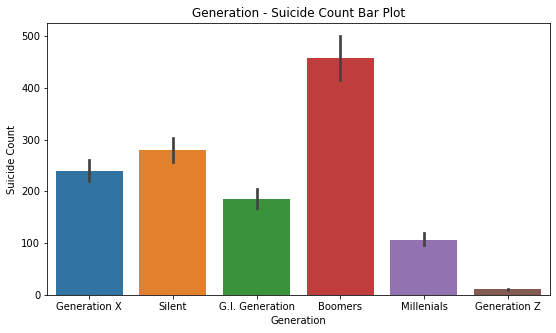 Generation - Suicide Count Bar Plot
Suicide Count
500
400
300
200
100
0
Generation X Silent G.I. Generation Boomers Millenials Generation Z
Generation